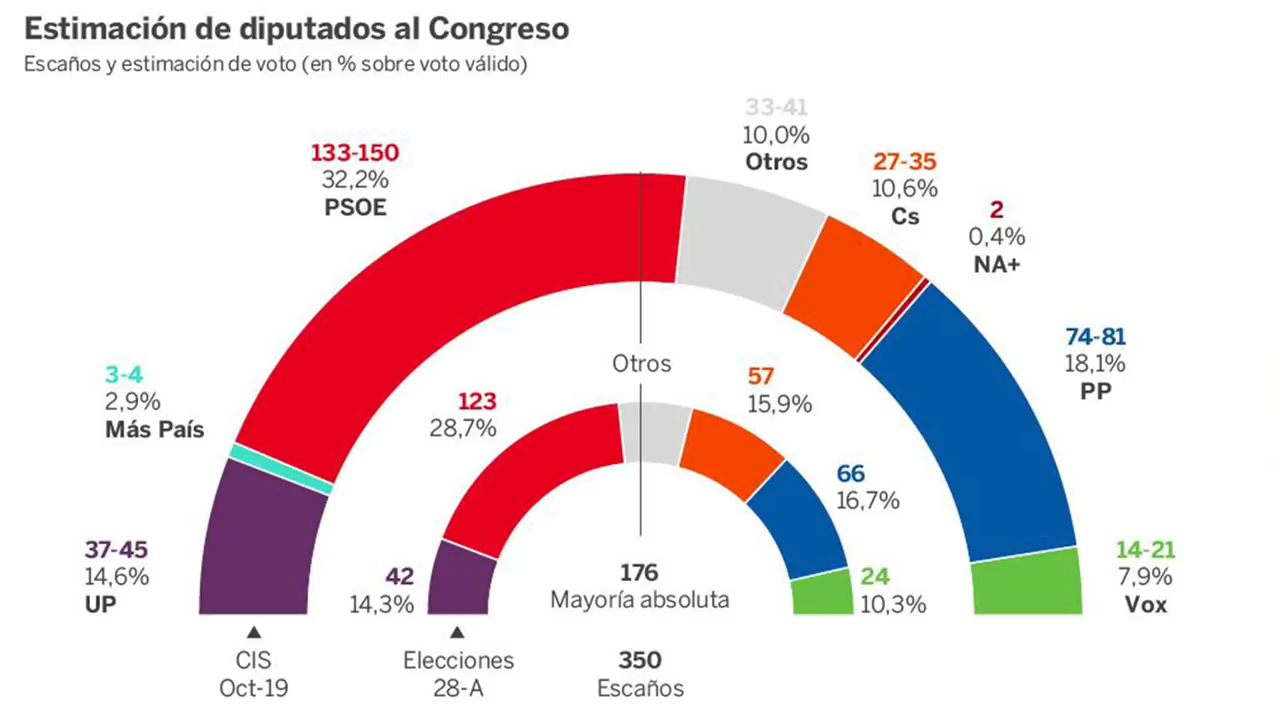 Estimación de diputados al Congreso
Escaños y estimación de voto (en % sobre voto válido)
33-41
10,0%
Otros
133-150
32,2%
PSOE
27-35
10,6%
Cs
2
0,4%
NA+
74-81
18,1%
PP
3-4
2,9%
Más País
Otros
123
28,7%
57
15,9%
66
16,7%
37-45
14,6%
UP
42
14,3%
176
Mayoría absoluta
24
10,3%
14-21
7,9%
Vox
CIS
Oct-19
Elecciones
28-A
350
Escaños